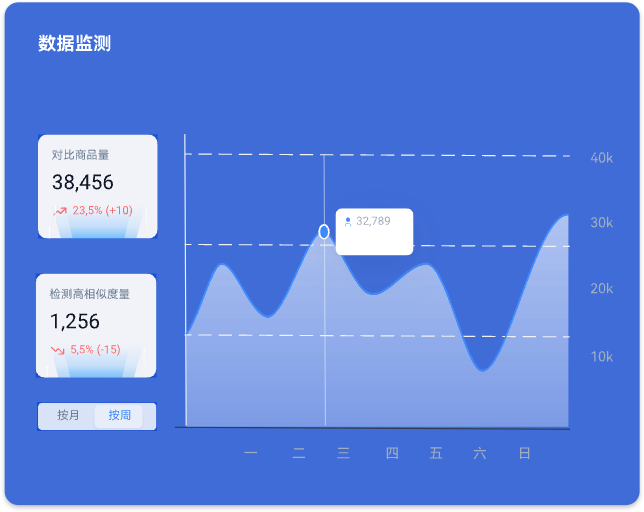 数据监测
对比商品量
38,456
23,5% (+10)
检测高相似度量
1,256
5,5% (-15)
按月 按周
32,789
40k
30k
20k
10k
一 二 三 四 五 六 日